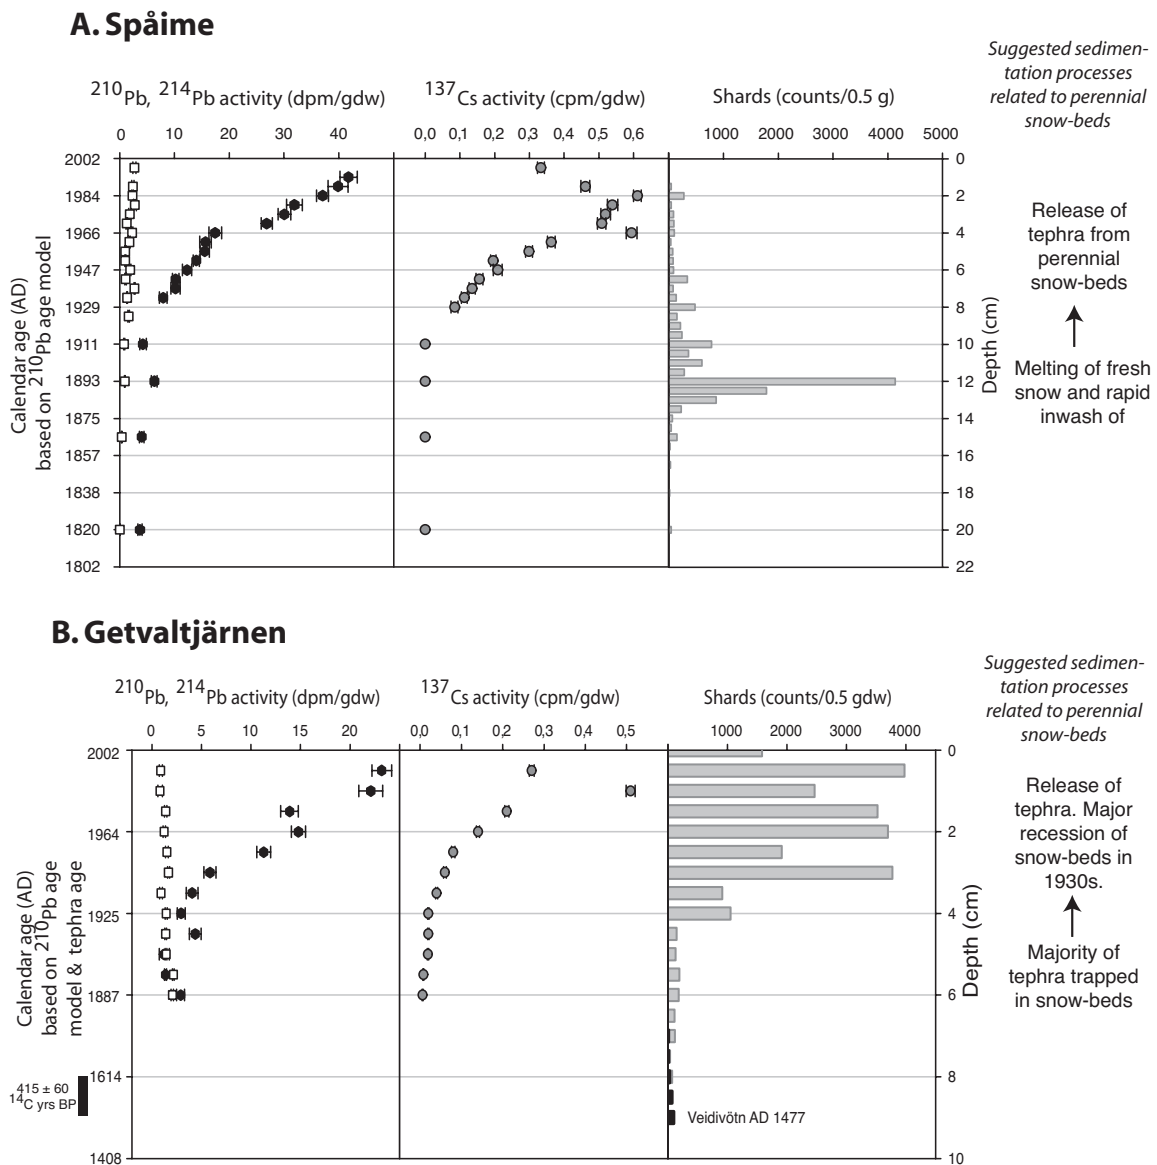 A. Spåime
210Pb, 214Pb activity (dpm/gdw)
137Cs activity (cpm/gdw)
Shards (counts/0.5 g)
Suggested sedimen-
tation processes
related to perennial
snow-beds
0 10 20 30 40
0,0 0,1 0,2 0,3 0,4 0,5 0,6
1000 2000 3000 4000 5000
2002
1984
1966
1947
1929
1911
1893
1875
1857
1838
1820
1802
Calendar age (AD)
based on 210Pb age model
0
2
4
6
8
10
12
14
16
18
20
22
Depth (cm)
Release of
tephra from
perennial
snow-beds
Melting of fresh
snow and rapid
inwash of
B. Getvaltjärnen
210Pb, 214Pb activity (dpm/gdw)
137Cs activity (cpm/gdw)
Shards (counts/0.5 gdw)
Suggested sedimen-
tation processes
related to perennial
snow-beds
0 5 10 15 20
0,0 0,1 0,2 0,3 0,4 0,5
1000 2000 3000 4000
2002
1964
1925
1887
1614
1408
Calendar age (AD)
based on 210Pb age
model & tephra age
415 ± 60
14C yrs BP
Veidivötn AD 1477
0
2
4
6
8
10
Depth (cm)
Release of
tephra. Major
recession of
snow-beds in
1930s.
Majority of
tephra trapped
in snow-beds